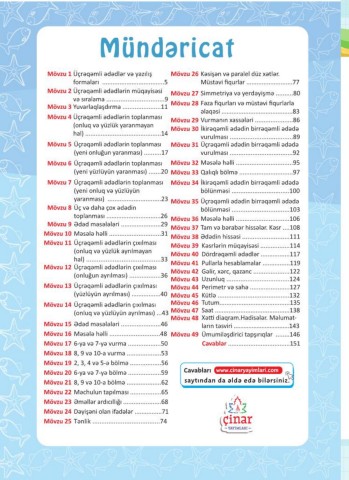 Mündəricat
Mövzu 1 Üçrəqəmli ədədlər və yazılış
formaları ........ 5
Mövzu 2 Üçrəqəmli ədədlərin müqayisəsi
və sıralama ........ 9
Mövzu 3 Yuvarlaqlaşdırma ........ 11
Mövzu 4 Üçrəqəmli ədədlərin toplanması
(onluq və yüzlük yaranmayan
hal) ........ 14
Mövzu 5 Üçrəqəmli ədədlərin toplanması
(yeni onluğun yaranması) ........ 17
Mövzu 6 Üçrəqəmli ədədlərin toplanması
(yeni yüzlüyün yaranması) ....... 20
Mövzu 7 Üçrəqəmli ədədlərin toplanması
(yeni onluğun və yüzlüyün
yaranması) ........ 23
Mövzu 8 Üç və daha çox ədədin
toplanması ........ 26
Mövzu 9 Ədəd məsələləri ........ 29
Mövzu 10 Məsələ həlli ........ 31
Mövzu 11 Üçrəqəmli ədədlərin çıxılması
(onluq və yüzlük ayrılmayan
hal) ........ 33
Mövzu 12 Üçrəqəmli ədədlərin çıxılması
(onluğun ayrılması) ........ 36
Mövzu 13 Üçrəqəmli ədədlərin çıxılması
(yüzlüyün ayrılması) ........ 40
Mövzu 14 Üçrəqəmli ədədlərin çıxılması
(onluq və yüzlüyün ayrılması) .. 43
Mövzu 15 Ədəd məsələləri ........ 46
Mövzu 16 Məsələ həlli ........ 48
Mövzu 17 6-ya və 7-yə vurma ........ 50
Mövzu 18 8, 9 və 10-a vurma ........ 53
Mövzu 19 2, 3, 4 və 5-ə bölmə ........ 56
Mövzu 20 6-ya və 7-yə bölmə ........ 59
Mövzu 21 8, 9 və 10-a bölmə ........ 62
Mövzu 22 Məchulun tapılması ........ 65
Mövzu 23 Əməllər ardıcıllığı ........ 68
Mövzu 24 Dəyişəni olan ifadələr ........ 71
Mövzu 25 Tənlik ........ 74
Mövzu 26 Kəsişən və paralel düz xətlər.
Müstəvi fiqurlar ........ 77
Mövzu 27 Simmetriya və yerdəyişmə ........ 80
Mövzu 28 Fəza fiqurları və müstəvi fiqurlarla
əlaqəsi ........ 83
Mövzu 29 Vurmanın xassələri ........ 86
Mövzu 30 İkirəqəmli ədədin birrəqəmli ədədə
vurulması ........ 89
Mövzu 31 Üçrəqəmli ədədin birrəqəmli ədədə
vurulması ........ 92
Mövzu 32 Məsələ həlli ........ 95
Mövzu 33 Qalıqlı bölmə ........ 97
Mövzu 34 İkirəqəmli ədədin birrəqəmli ədədə
bölünməsi ........ 100
Mövzu 35 Üçrəqəmli ədədin birrəqəmli ədədə
bölünməsi ........ 103
Mövzu 36 Məsələ həlli ........ 106
Mövzu 37 Tam və bərabər hissələr. Kəsr ... 108
Mövzu 38 Ədədin hissəsi ........ 111
Mövzu 39 Kəsrlərin müqayisəsi ........ 114
Mövzu 40 Dördrəqəmli ədədlər ........ 117
Mövzu 41 Pullarla hesablamalar ........ 119
Mövzu 42 Gəlir, xərc, qazanc ........ 122
Mövzu 43 Uzunluq ........ 124
Mövzu 44 Perimetr və sahə ........ 127
Mövzu 45 Kütlə ........ 132
Mövzu 46 Tutum ........ 135
Mövzu 47 Saat ........ 138
Mövzu 48 Xətti diaqram.Hadisələr. Məlumat-
ların təsviri ........ 143
Mövzu 49 Ümumiləşdirici tapşırıqlar ........ 146
Cavablar ........ 151
Cavabları www.cinaryayimlari.com
saytından da əldə edə bilərsiniz.
çinar
YAYINLARI